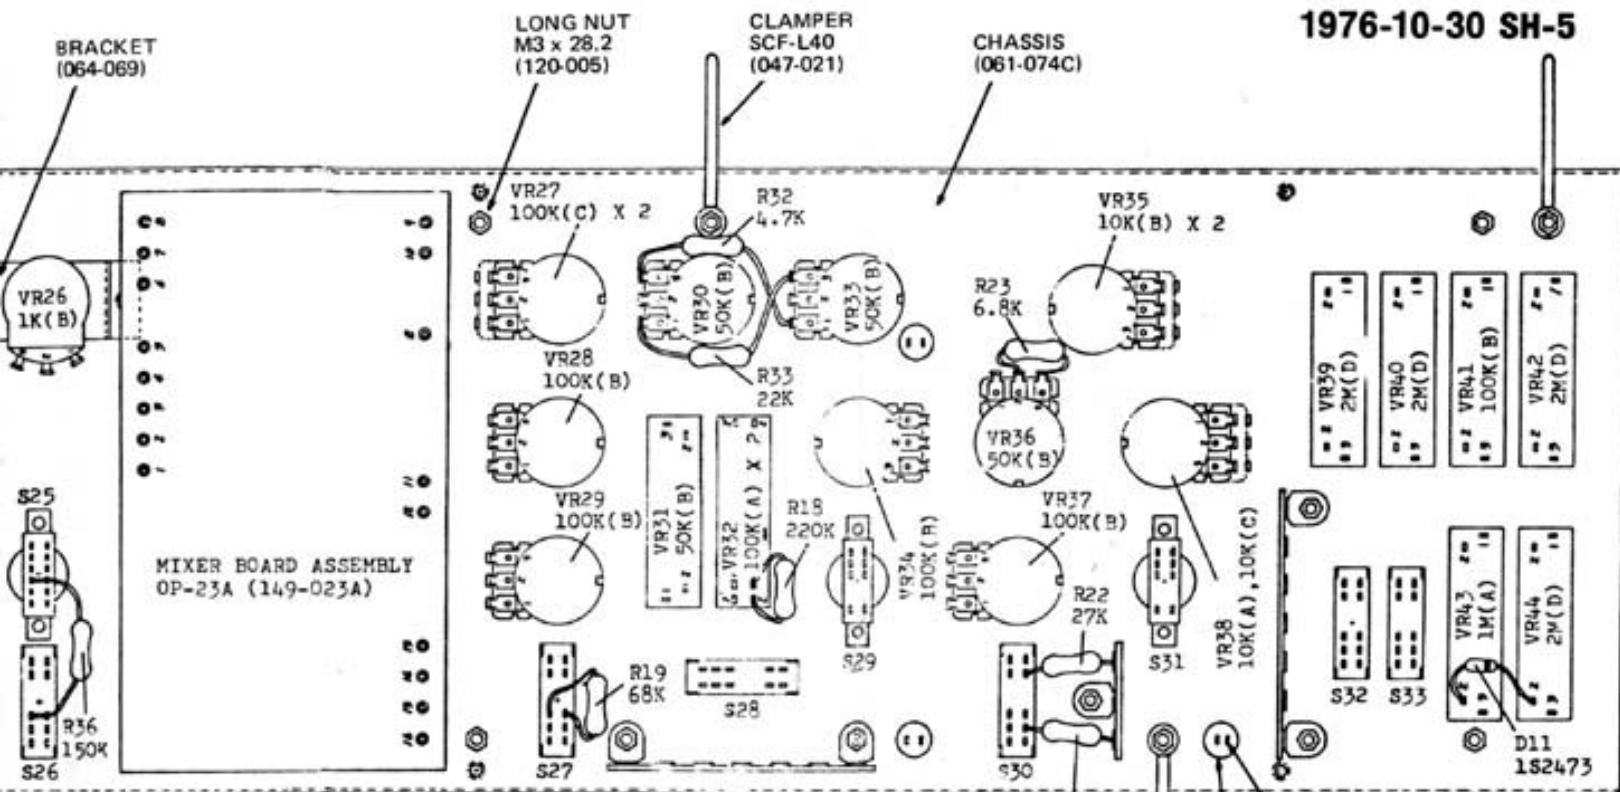 BRACKET
(064-069)
LONG NUT
M3 x 28.2
(120-005)
CLAMPER
SCF-L40
(047-021)
CHASSIS
(061-074C)
1976-10-30 SH-5
VR26
1K(B)
VR27
100K(C) X 2
R32
4.7K
VR30
50K(B)
VR33
50K(B)
R33
22K
VR35
10K(B) X 2
R23
6.8K
VR36
50K(B)
VR28
100K(B)
VR29
100K(B)
VR31
50K(B)
VR32
100K(A) X 2
R18
220K
VR34
100K(B)
VR37
100K(B)
VR38
10K(A),10K(C)
VR39
2M(D)
VR40
2M(D)
VR41
100K(B)
VR42
2M(D)
VR43
1M(A)
VR44
2M(D)
S25
MIXER BOARD ASSEMBLY
OP-23A (149-023A)
R36
150K
S26
S27
R19
68K
S28
S29
R22
27K
S30
S31
S32
S33
D11
1S2473